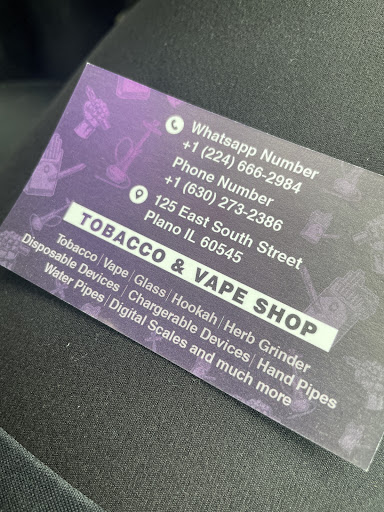 Whatsapp Number
+1 (224) 666-2984
Phone Number
+1 (630) 273-2386
125 East South Street
Plano IL 60545
TOBACCO & VAPE SHOP
Tobacco | Vape | Glass | Hookah | Herb Grinder
Disposable Devices | Chargerable Devices | Hand Pipes
Water Pipes | Digital Scales and much more